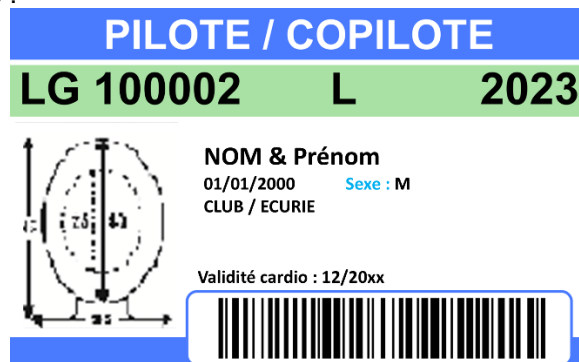 PILOTE / COPILOTE
LG 100002 L 2023
NOM & Prénom
01/01/2000 Sexe : M
CLUB / ECURIE
Validité cardio : 12/20xx